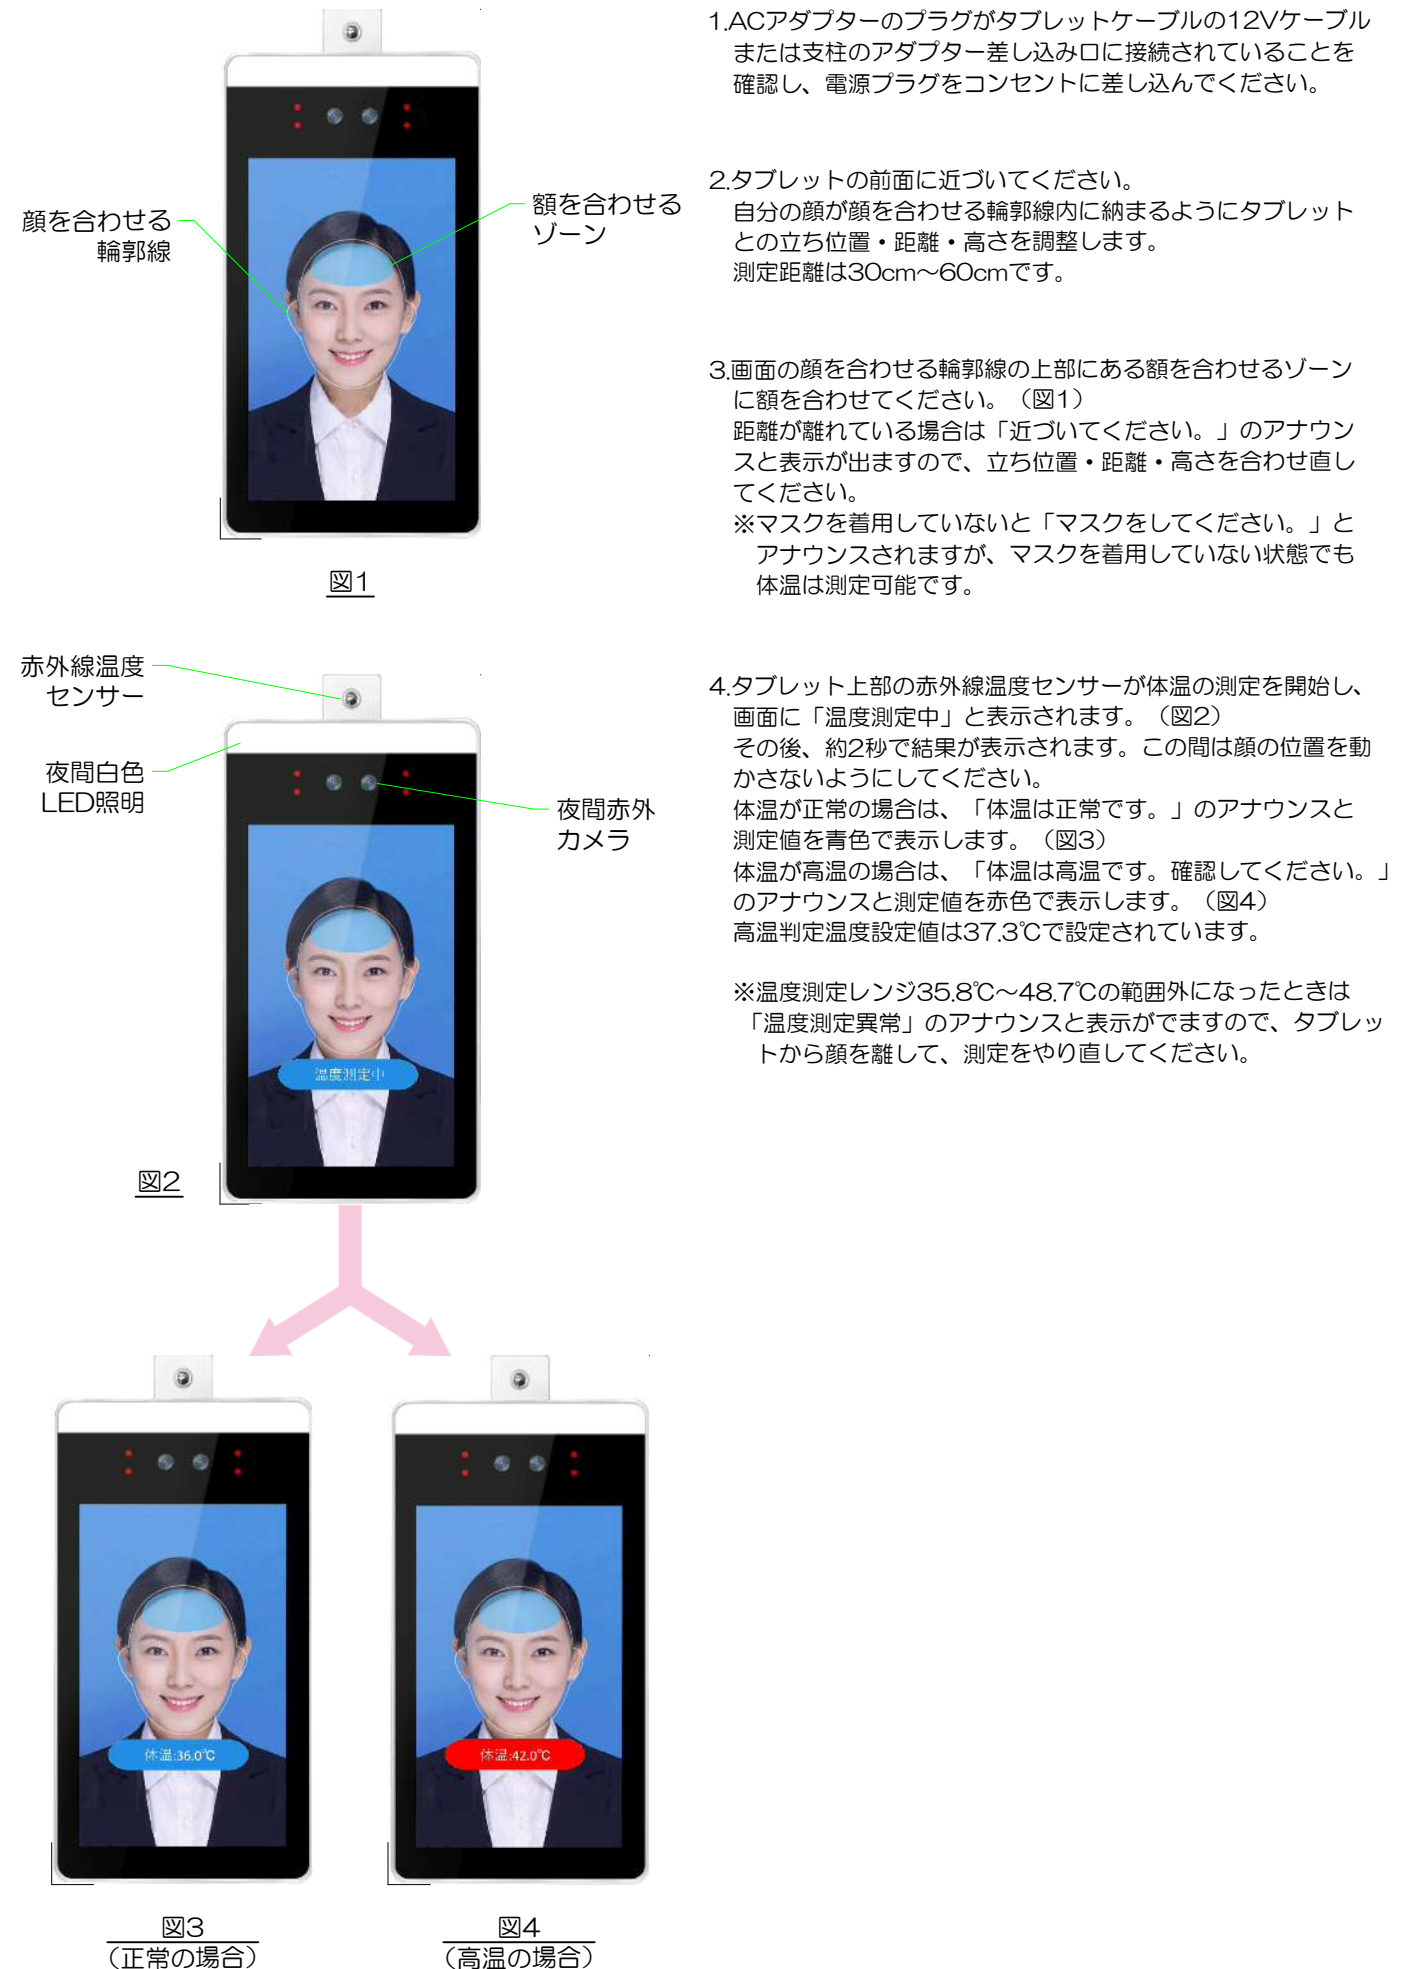 1.ACアダプターのプラグがタブレットケーブルの12Vケーブル
または支柱のアダプター差し込み口に接続されていることを
確認し、電源プラグをコンセントに差し込んでください。
2.タブレットの前面に近づいてください。
自分の顔が顔を合わせる輪郭線内に納まるようにタブレット
との立ち位置・距離・高さを調整します。
測定距離は30cm～60cmです。
顔を合わせる
輪郭線
額を合わせる
ゾーン
3.画面の顔を合わせる輪郭線の上部にある額を合わせるゾーン
に額を合わせてください。（図1）
距離が離れている場合は「近づいてください。」のアナウン
スと表示が出ますので、立ち位置・距離・高さを合わせ直し
てください。
※マスクを着用していないと「マスクをしてください。」と
アナウンスされますが、マスクを着用していない状態でも
体温は測定可能です。
図1
赤外線温度
センサー
夜間白色
LED照明
夜間赤外
カメラ
4.タブレット上部の赤外線温度センサーが体温の測定を開始し、
画面に「温度測定中」と表示されます。（図2）
その後、約2秒で結果が表示されます。この間は顔の位置を動
かさないようにしてください。
体温が正常の場合は、「体温は正常です。」のアナウンスと
測定値を青色で表示します。（図3）
体温が高温の場合は、「体温は高温です。確認してください。」
のアナウンスと測定値を赤色で表示します。（図4）
高温判定温度設定値は37.3℃で設定されています。
※温度測定レンジ35.8℃～48.7℃の範囲外になったときは
「温度測定異常」のアナウンスと表示がでますので、タブレッ
トから顔を離して、測定をやり直してください。
温度測定中
図2
体温:36.0℃
体温:42.0℃
図3
（正常の場合）
図4
（高温の場合）